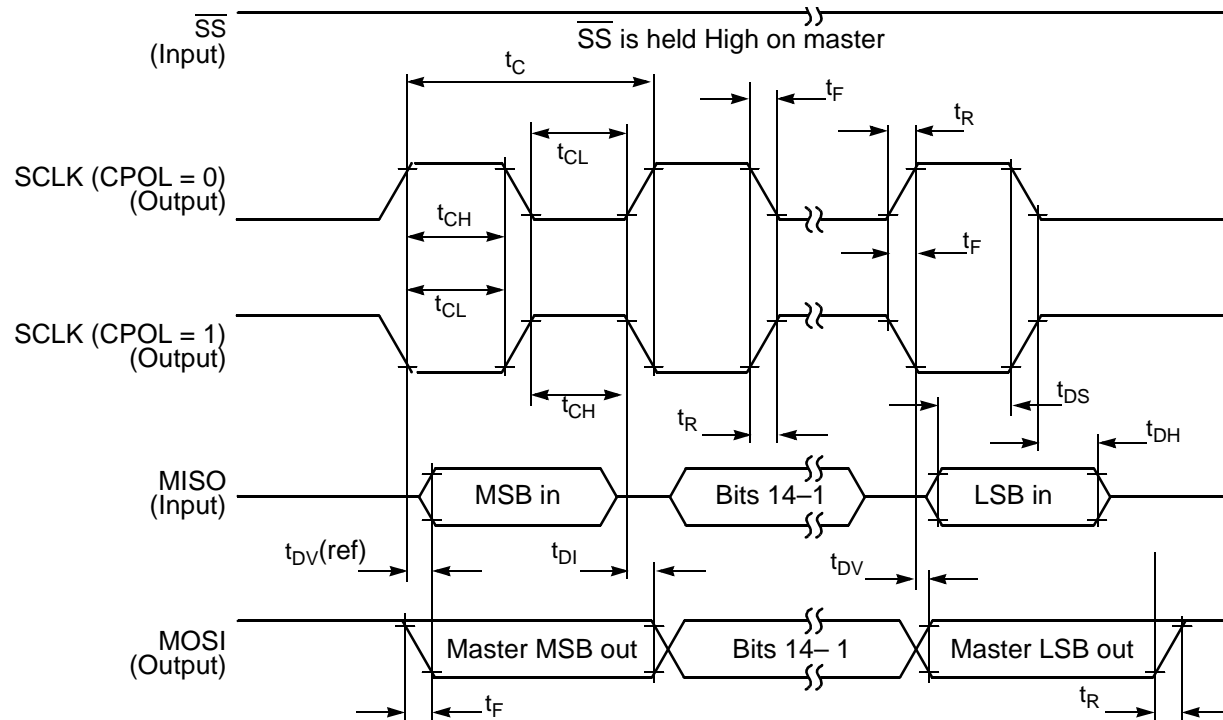 SS
(Input)
SS is held High on master
tC
tF
tR
tCL
SCLK (CPOL = 0)
(Output)
tCH
tF
tCL
SCLK (CPOL = 1)
(Output)
tCH
tR
tDS
tDH
MISO
(Input)
MSB in
Bits 14–1
LSB in
tDV(ref)
tDI
tDV
MOSI
(Output)
Master MSB out
Bits 14– 1
Master LSB out
tF
tR